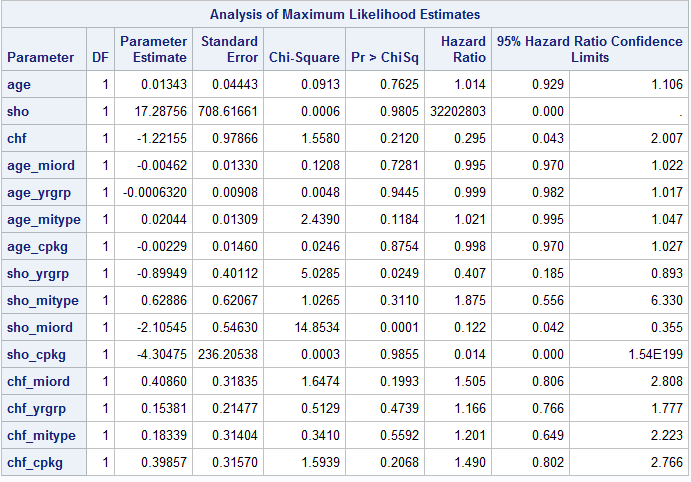 Analysis of Maximum Likelihood Estimates
Parameter DF Parameter Estimate Standard Error Chi-Square Pr > ChiSq Hazard Ratio 95% Hazard Ratio Confidence Limits
age 1 0.01343 0.04443 0.0913 0.7625 1.014 0.929 1.106
sho 1 17.28756 708.61661 0.0006 0.9805 32202803 0.000 .
chf 1 -1.22155 0.97866 1.5580 0.2120 0.295 0.043 2.007
age_miord 1 -0.00462 0.01330 0.1208 0.7281 0.995 0.970 1.022
age_yrgrp 1 -0.0006320 0.00908 0.0048 0.9445 0.999 0.982 1.017
age_mitype 1 0.02044 0.01309 2.4390 0.1184 1.021 0.995 1.047
age_cpkg 1 -0.00229 0.01460 0.0246 0.8754 0.998 0.970 1.027
sho_yrgrp 1 -0.89949 0.40112 5.0285 0.0249 0.407 0.185 0.893
sho_mitype 1 0.62886 0.62067 1.0265 0.3110 1.875 0.556 6.330
sho_miord 1 -2.10545 0.54630 14.8534 0.0001 0.122 0.042 0.355
sho_cpkg 1 -4.30475 236.20538 0.0003 0.9855 0.014 0.000 1.54E199
chf_miord 1 0.40860 0.31835 1.6474 0.1993 1.505 0.806 2.808
chf_yrgrp 1 0.15381 0.21477 0.5129 0.4739 1.166 0.766 1.777
chf_mitype 1 0.18339 0.31404 0.3410 0.5592 1.201 0.649 2.223
chf_cpkg 1 0.39857 0.31570 1.5939 0.2068 1.490 0.802 2.766